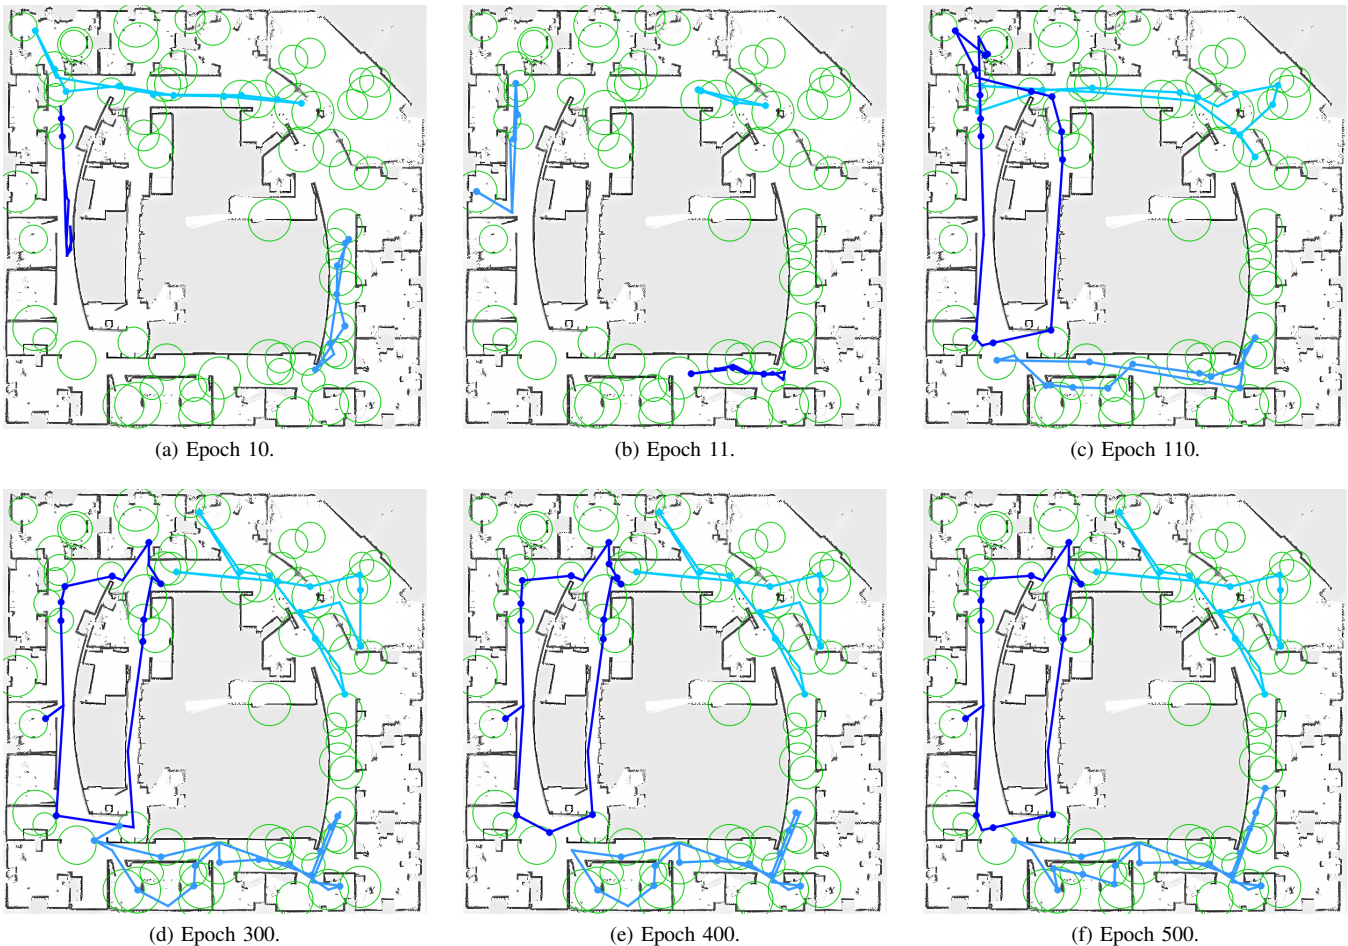 (a) Epoch 10.
(b) Epoch 11.
(c) Epoch 110.
(d) Epoch 300.
(e) Epoch 400.
(f) Epoch 500.